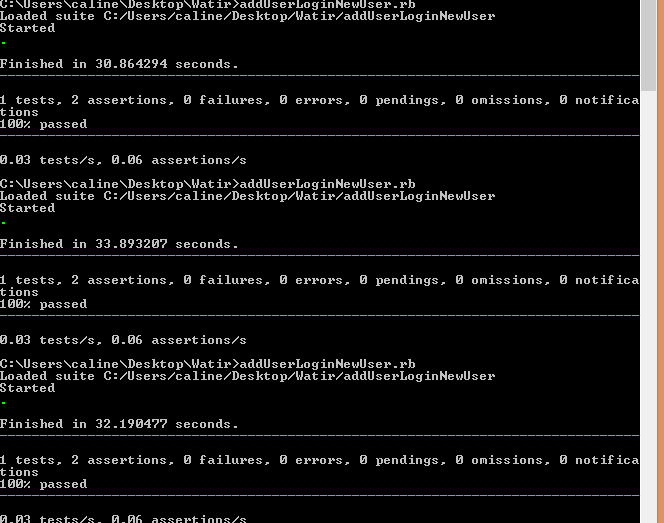 C:\Users\caline\Desktop\Watir>addUserLoginNewUser.rb
Loaded suite C:/Users/caline/Desktop/Watir/addUserLoginNewUser
Started
.
Finished in 30.864294 seconds.
--------------------------------------------------------------------------------
1 tests, 2 assertions, 0 failures, 0 errors, 0 pendings, 0 omissions, 0 notifica
tions
100% passed
--------------------------------------------------------------------------------
0.03 tests/s, 0.06 assertions/s
C:\Users\caline\Desktop\Watir>addUserLoginNewUser.rb
Loaded suite C:/Users/caline/Desktop/Watir/addUserLoginNewUser
Started
.
Finished in 33.893207 seconds.
--------------------------------------------------------------------------------
1 tests, 2 assertions, 0 failures, 0 errors, 0 pendings, 0 omissions, 0 notifica
tions
100% passed
--------------------------------------------------------------------------------
0.03 tests/s, 0.06 assertions/s
C:\Users\caline\Desktop\Watir>addUserLoginNewUser.rb
Loaded suite C:/Users/caline/Desktop/Watir/addUserLoginNewUser
Started
.
Finished in 32.190477 seconds.
--------------------------------------------------------------------------------
1 tests, 2 assertions, 0 failures, 0 errors, 0 pendings, 0 omissions, 0 notifica
tions
100% passed
--------------------------------------------------------------------------------
0.03 tests/s, 0.06 assertions/s